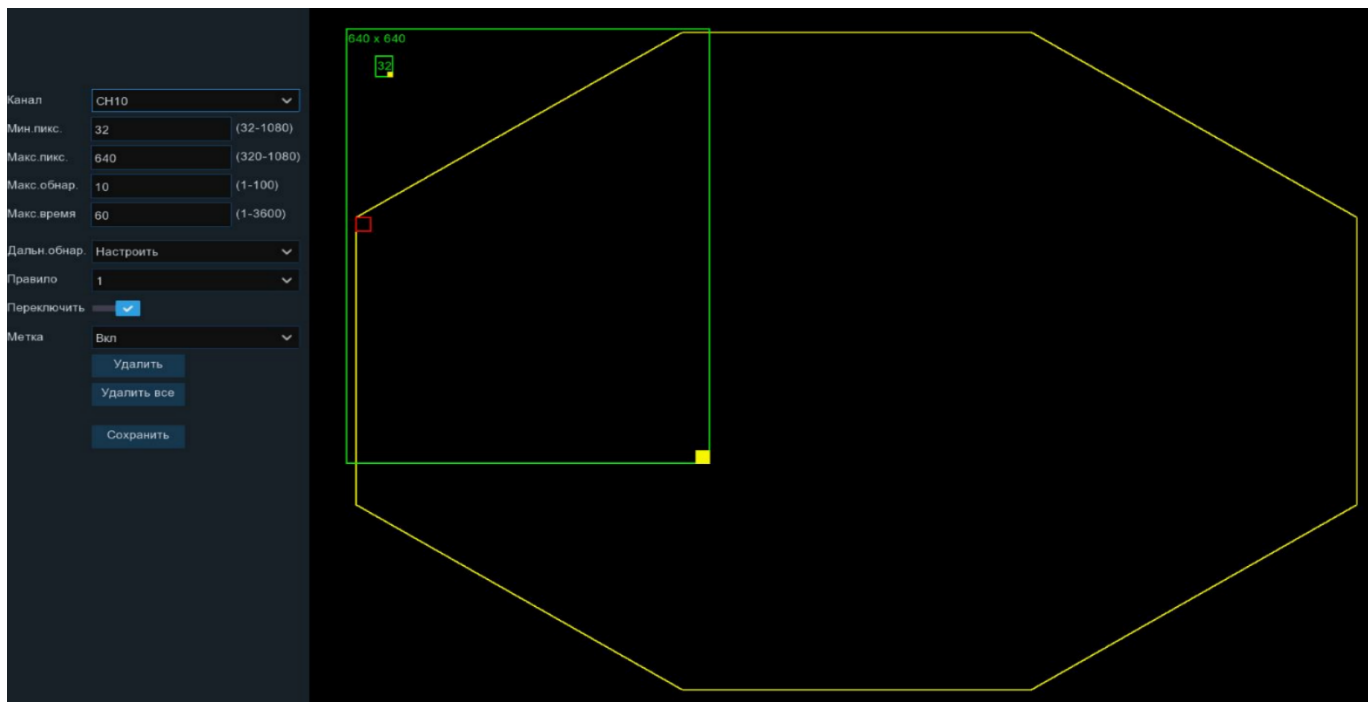 640 x 640
32
Канал CH10
Мин.пикс. 32 (32-1080)
Макс.пикс. 640 (320-1080)
Макс.обнар. 10 (1-100)
Макс.время 60 (1-3600)
Дальн.обнар. Настроить
Правило 1
Переключить
Метка Вкл
Удалить
Удалить все
Сохранить